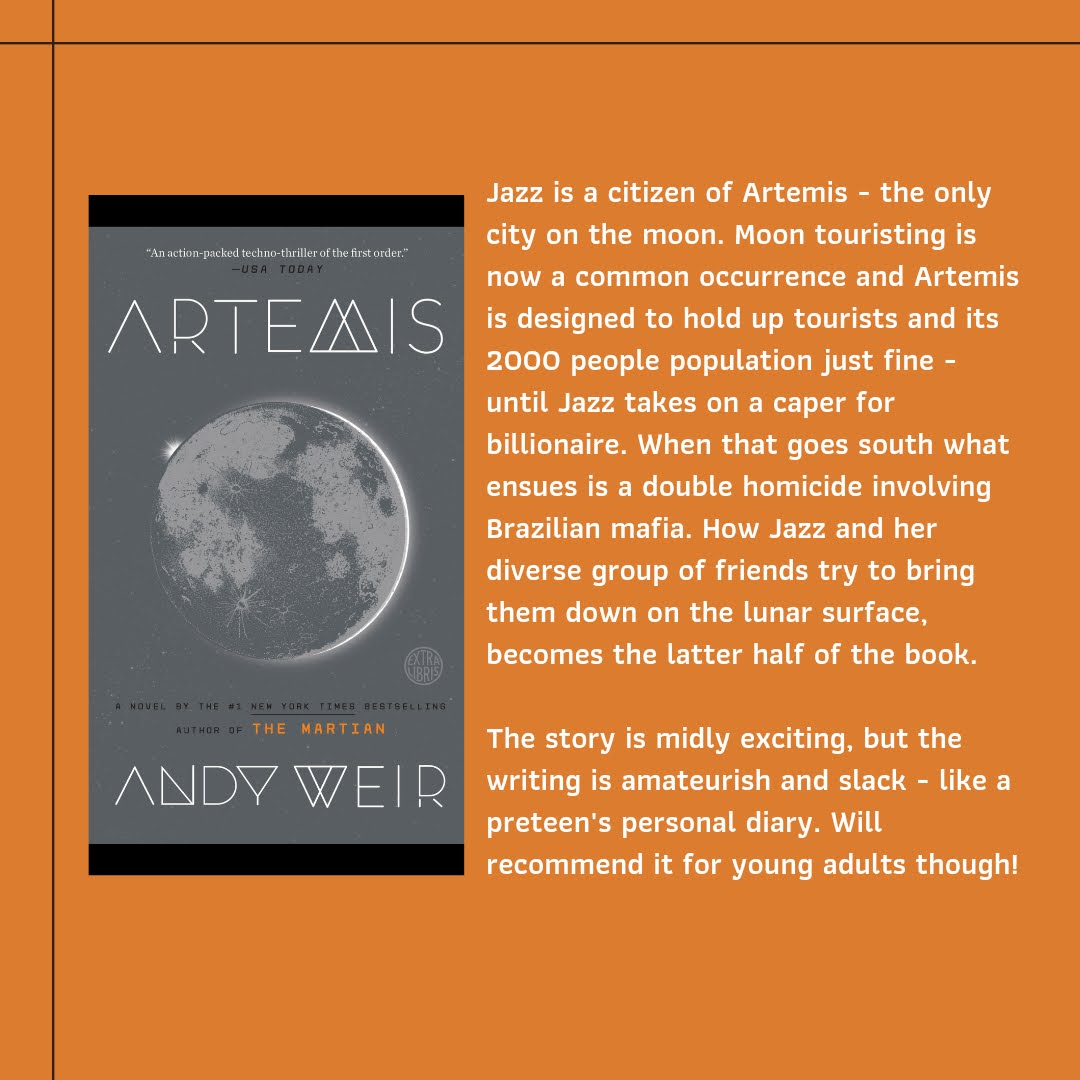 “An action-packed techno-thriller of the first order.”
—USA TODAY
ARTEMIS
EXTRA
LIBRIS
A NOVEL BY THE #1 NEW YORK TIMES BESTSELLING
AUTHOR OF THE MARTIAN
ANDY WEIR
Jazz is a citizen of Artemis - the only
city on the moon. Moon touristing is
now a common occurrence and Artemis
is designed to hold up tourists and its
2000 people population just fine -
until Jazz takes on a caper for
billionaire. When that goes south what
ensues is a double homicide involving
Brazilian mafia. How Jazz and her
diverse group of friends try to bring
them down on the lunar surface,
becomes the latter half of the book.
The story is midly exciting, but the
writing is amateurish and slack - like a
preteen's personal diary. Will
recommend it for young adults though!